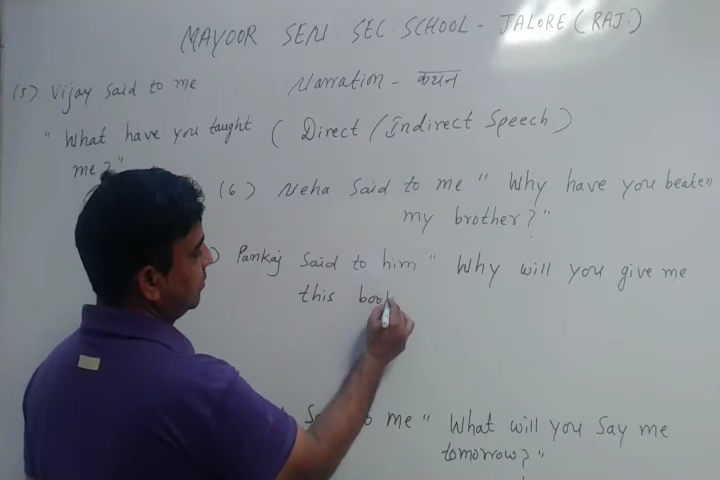 MAYOOR SEN. SEC. SCHOOL - JALORE (RAJ.)
Narration - कथन.
( Direct / Indirect Speech.)
(5) Vijay said to me
" What have you taught
me?"
(6) Neha said to me " Why have you beaten
my brother?"
) Pankaj said to him " Why will you give me
this book
to me " What will you say me
tomorrow?"